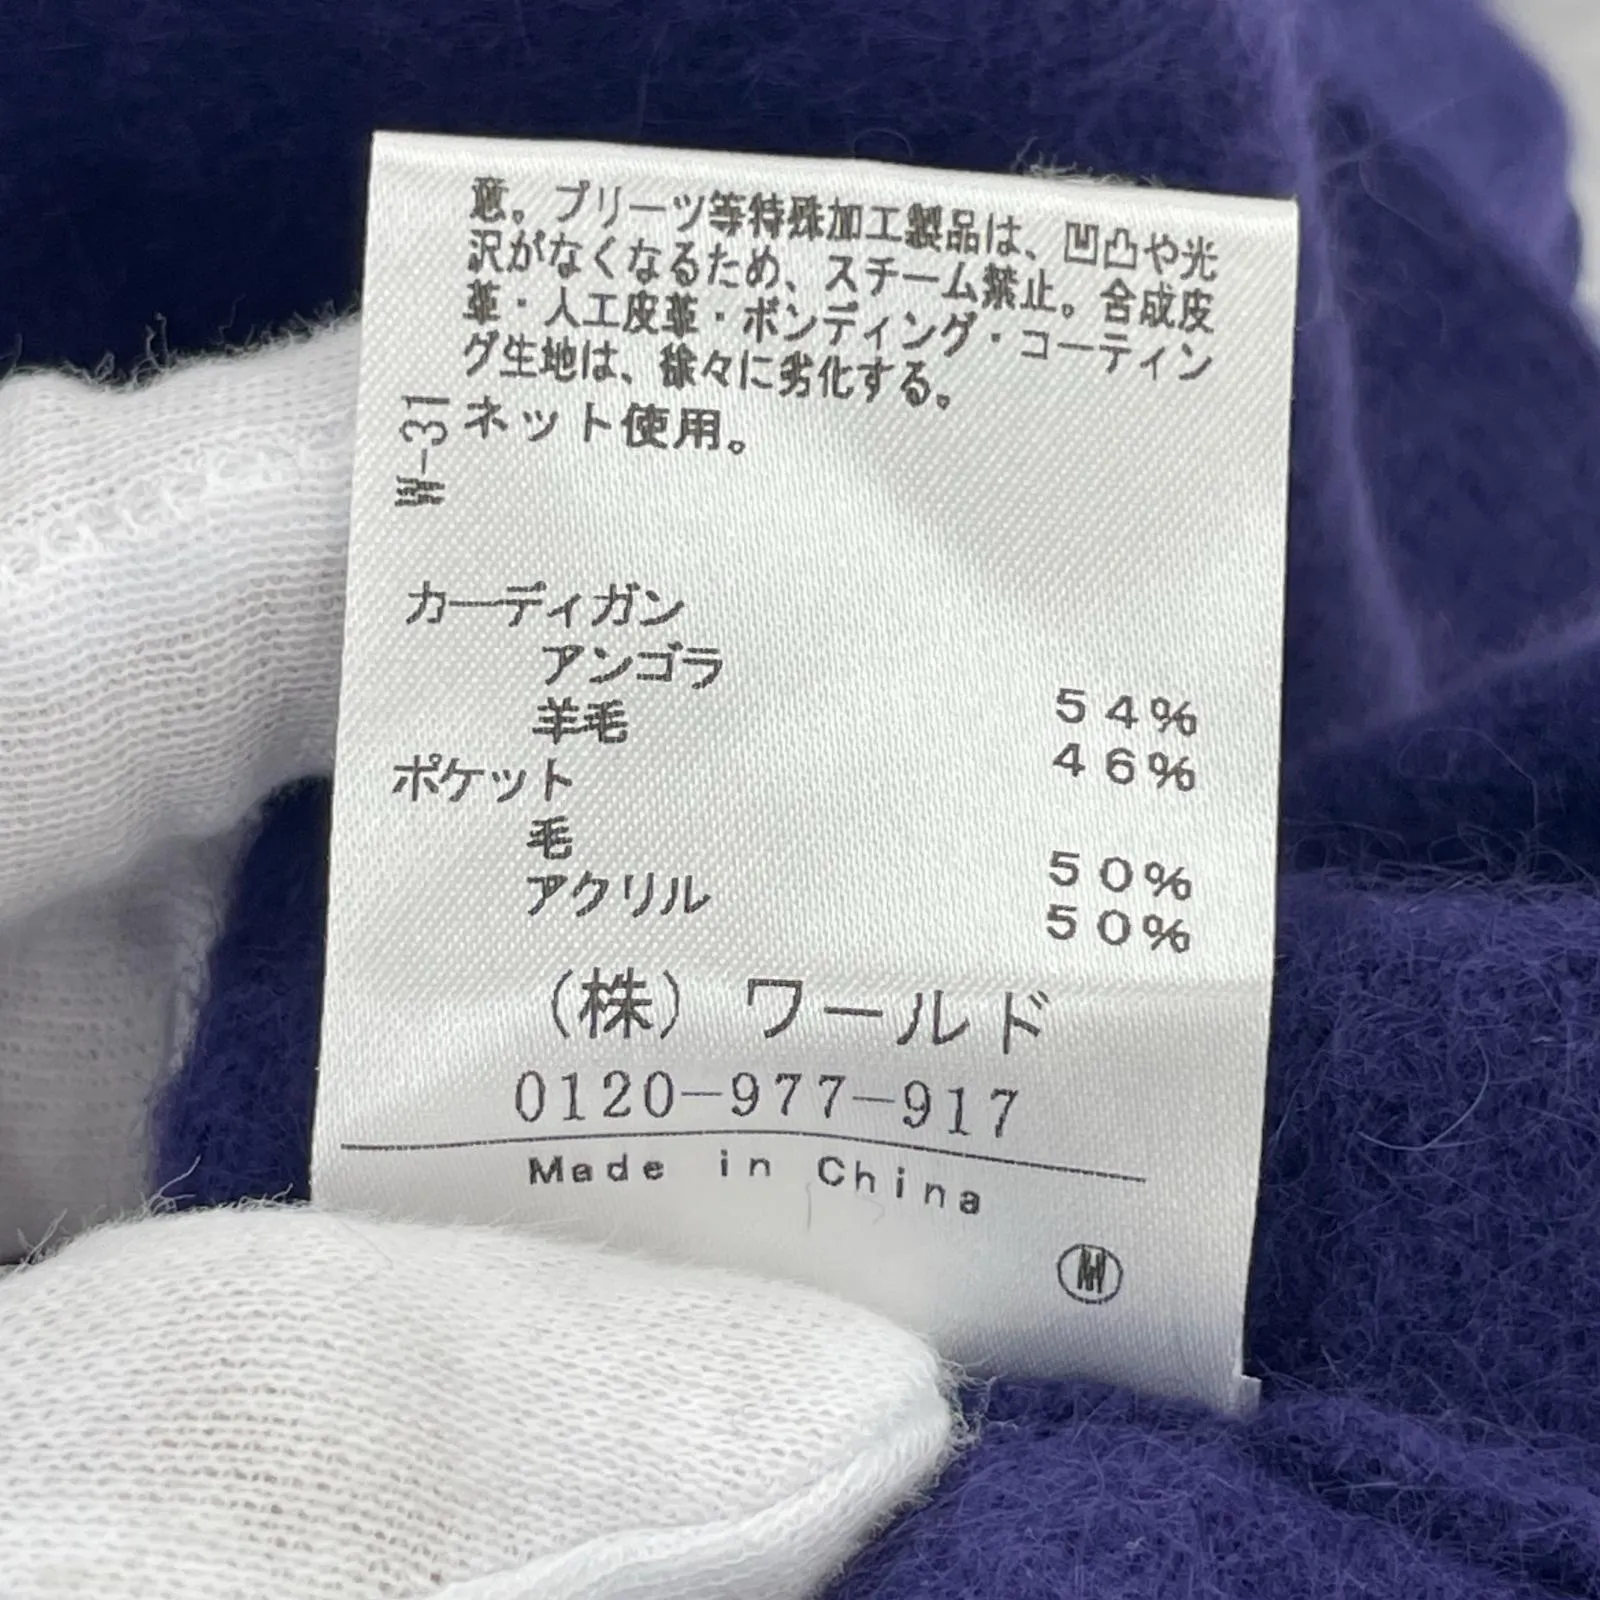 意。プリーツ等特殊加工製品は、凹凸や光
沢がなくなるため、スチーム禁止。合成皮
革・人工皮革・ボンディング・コーティン
グ生地は、徐々に劣化する。
ネット使用。
W-31
カーディガン
アンゴラ 54%
羊毛 46%
ポケット
毛 50%
アクリル 50%
(株) ワールド
0120-977-917
Made in China